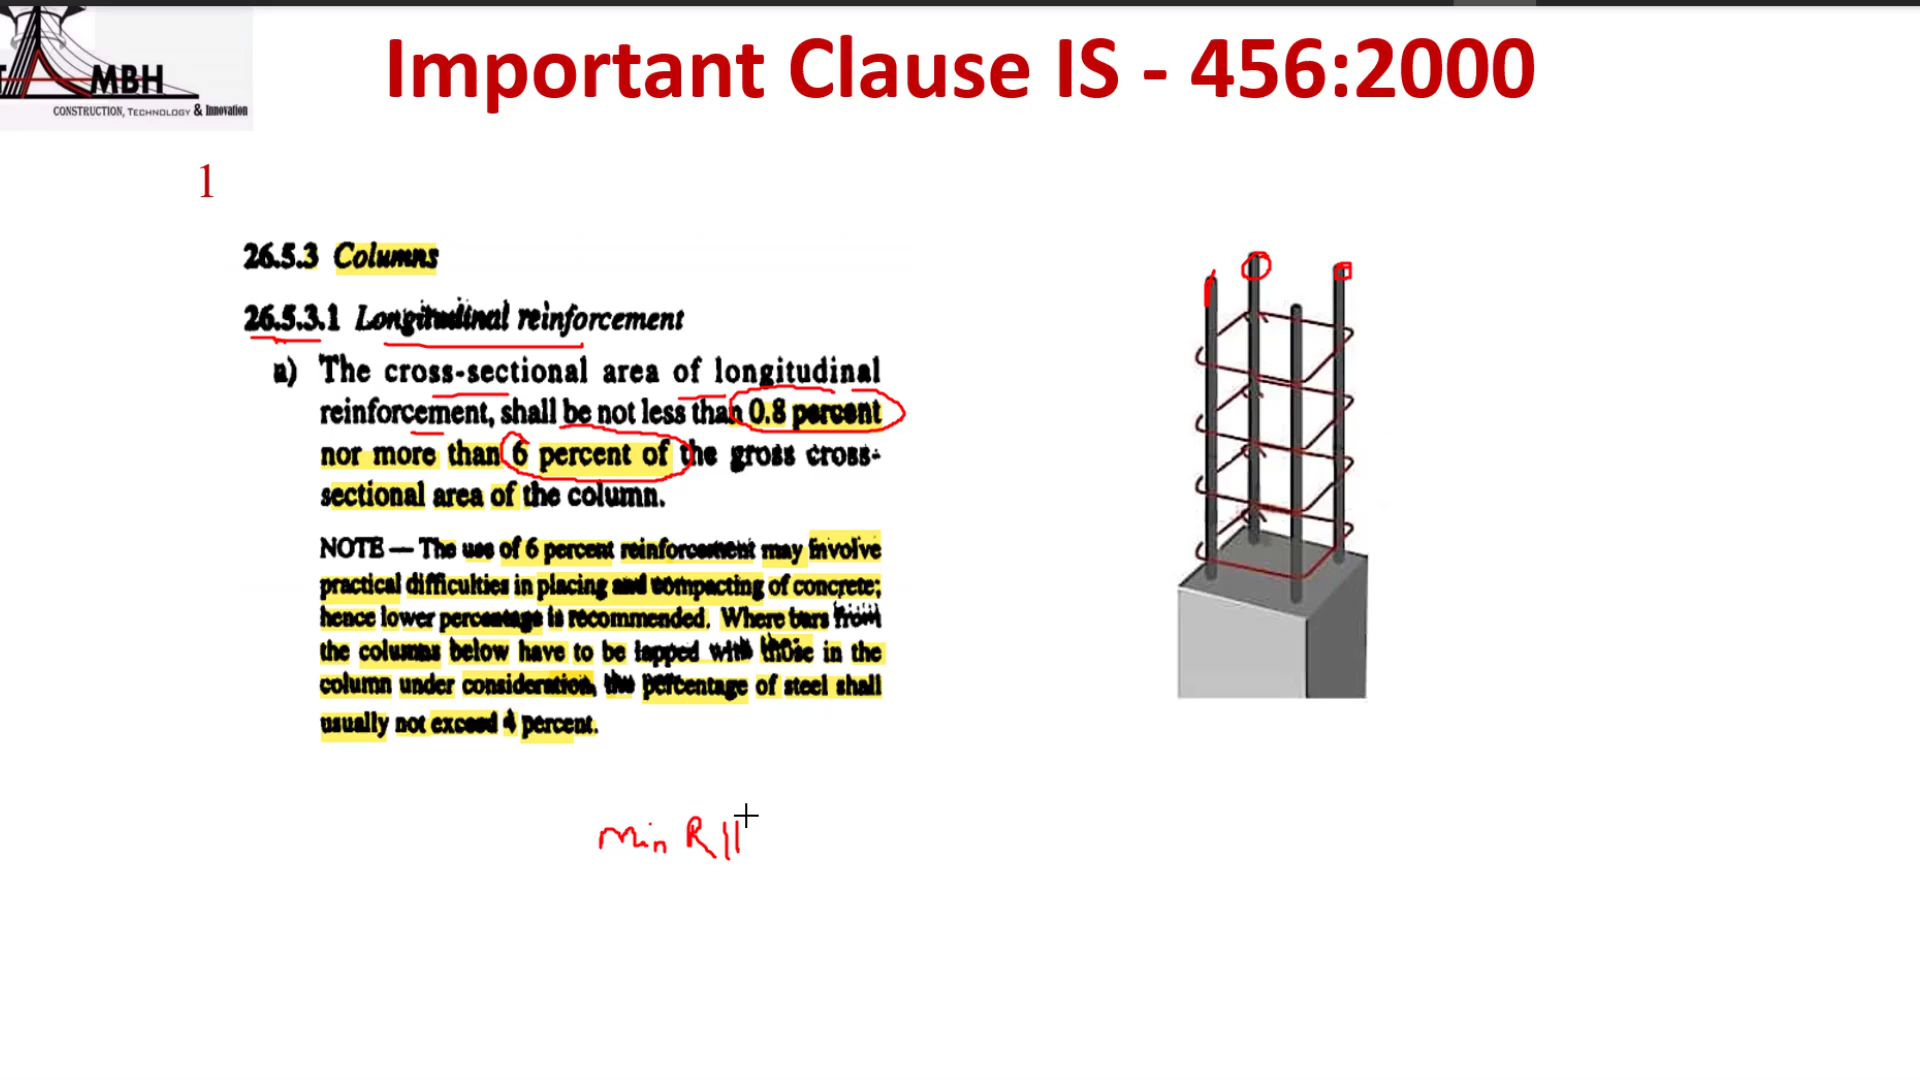 Important Clause IS - 456:2000
MBH
CONSTRUCTION, TECHNOLOGY & Innovation
1
26.5.3 Columns
26.5.3.1 Longitudinal reinforcement
a) The cross-sectional area of longitudinal
reinforcement, shall be not less than 0.8 percent
nor more than 6 percent of the gross cross-
sectional area of the column.
NOTE — The use of 6 percent reinforcement may involve
practical difficulties in placing and compacting of concrete;
hence lower percentage is recommended. Where bars from
the columns below have to be lapped with those in the
column under consideration, the percentage of steel shall
usually not exceed 4 percent.
Min R